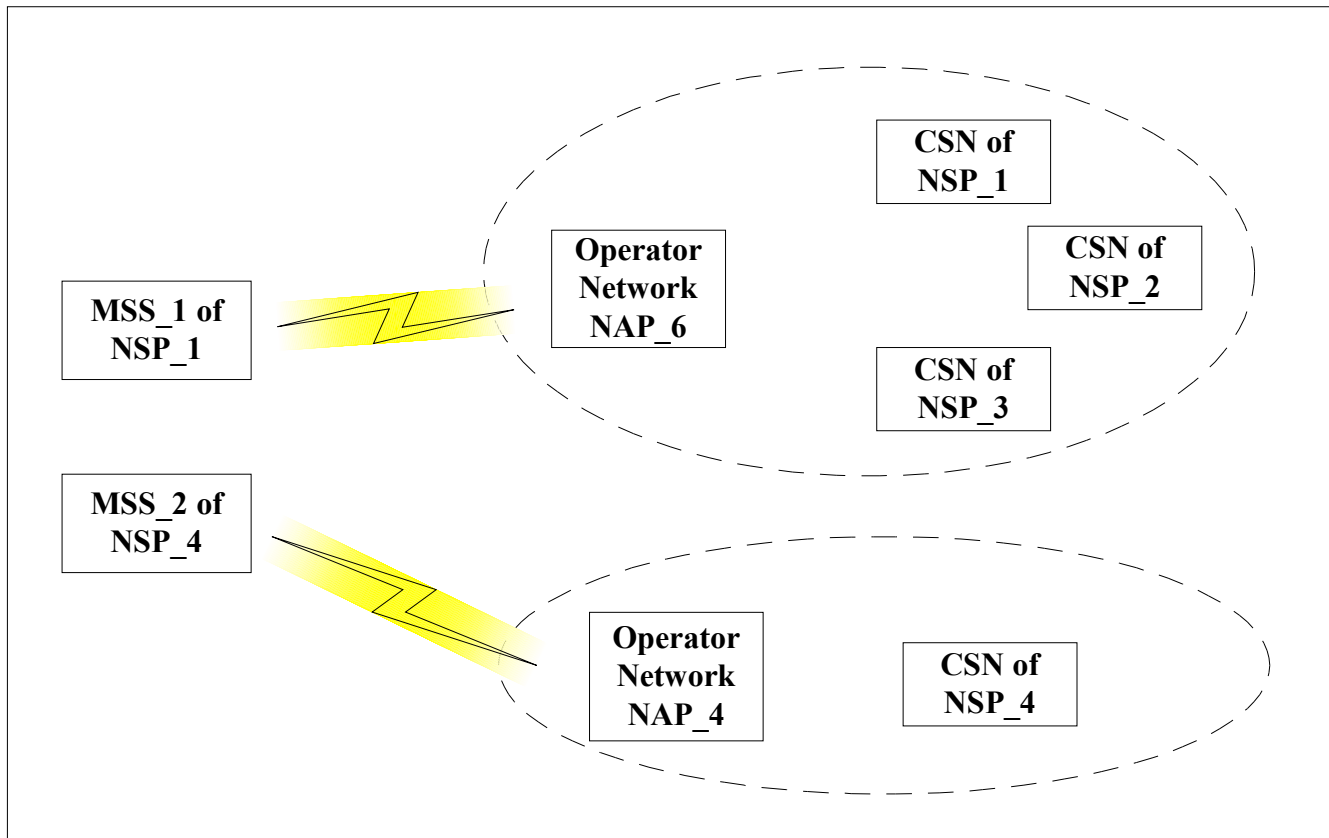 CSN of
NSP_1
CSN of
NSP_2
Operator
Network
NAP_6
MSS_1 of
NSP_1
CSN of
NSP_3
MSS_2 of
NSP_4
Operator
Network
NAP_4
CSN of
NSP_4